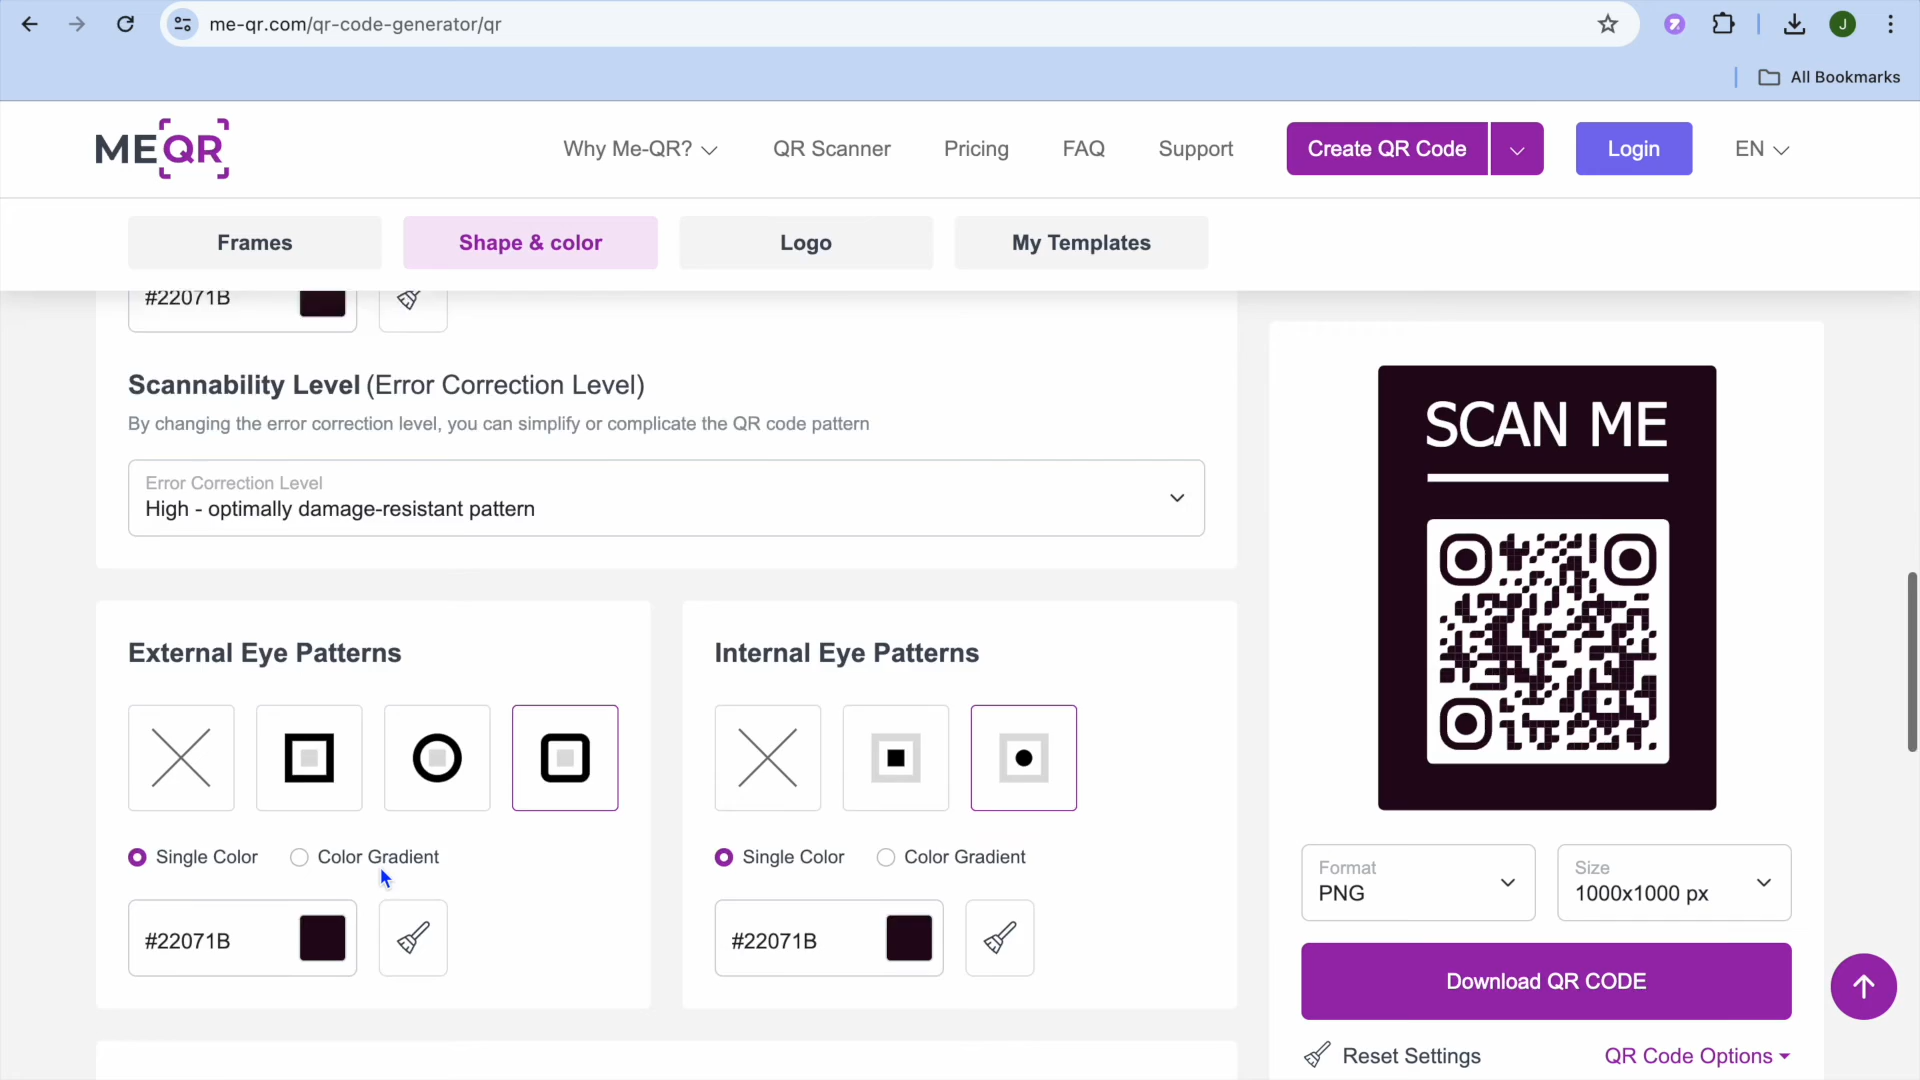 me-qr.com/qr-code-generator/qr
J
All Bookmarks
MEQR
Why Me-QR?
QR Scanner
Pricing
FAQ
Support
Create QR Code
Login
EN
Frames
Shape & color
Logo
My Templates
#22071B
Scannability Level (Error Correction Level)
By changing the error correction level, you can simplify or complicate the QR code pattern
Error Correction Level
High - optimally damage-resistant pattern
External Eye Patterns
Single Color
Color Gradient
#22071B
Internal Eye Patterns
Single Color
Color Gradient
#22071B
SCAN ME
Format
PNG
Size
1000x1000 px
Download QR CODE
Reset Settings
QR Code Options